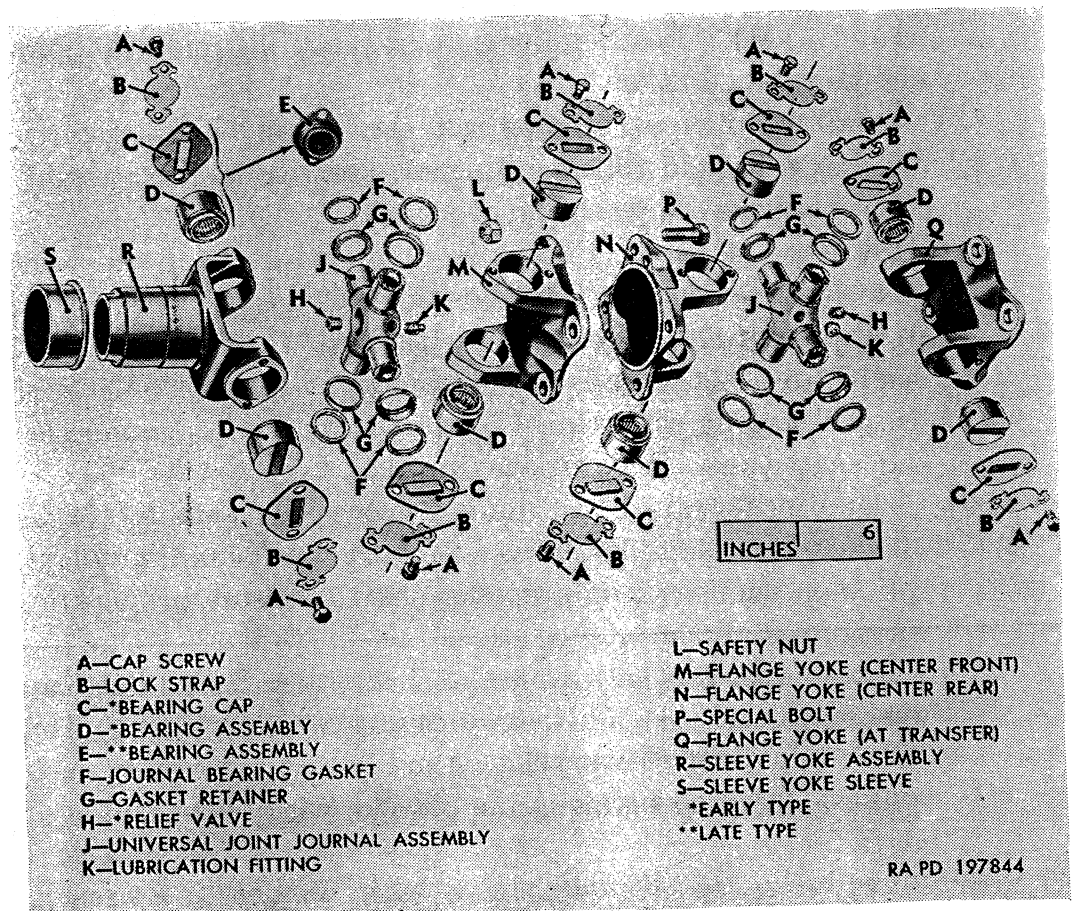 A
B
C
D
E
F
G
S
R
J
H
K
L
M
A
B
C
D
P
N
A
B
C
D
F
G
J
A
B
C
D
Q
H
K
D
C
B
A
G
F
D
C
B
A
D
C
B
A
G
F
D
C
B
A
INCHES 6
A—CAP SCREW
B—LOCK STRAP
C—*BEARING CAP
D—*BEARING ASSEMBLY
E—**BEARING ASSEMBLY
F—JOURNAL BEARING GASKET
G—GASKET RETAINER
H—*RELIEF VALVE
J—UNIVERSAL JOINT JOURNAL ASSEMBLY
K—LUBRICATION FITTING
L—SAFETY NUT
M—FLANGE YOKE (CENTER FRONT)
N—FLANGE YOKE (CENTER REAR)
P—SPECIAL BOLT
Q—FLANGE YOKE (AT TRANSFER)
R—SLEEVE YOKE ASSEMBLY
S—SLEEVE YOKE SLEEVE
*EARLY TYPE
**LATE TYPE
RA PD 197844